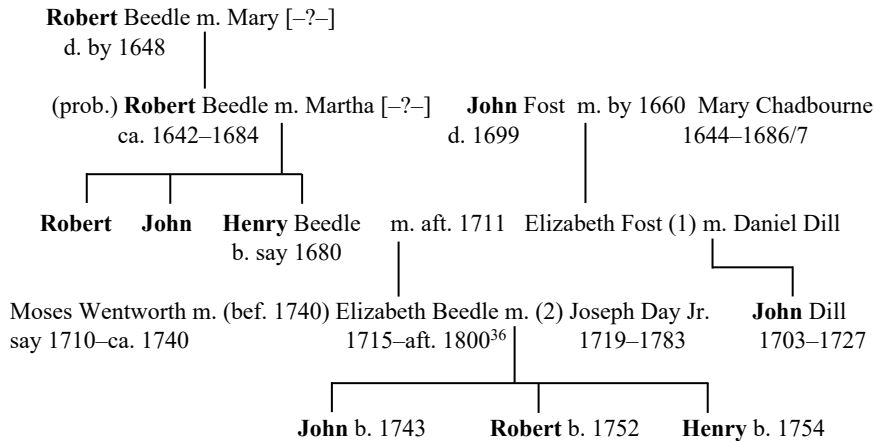 Robert Beedle m. Mary [–?–]
d. by 1648
(prob.) Robert Beedle m. Martha [–?–] John Fost m. by 1660 Mary Chadbourne
ca. 1642–1684 d. 1699 1644–1686/7
Robert John Henry Beedle m. aft. 1711 Elizabeth Fost (1) m. Daniel Dill
b. say 1680
Moses Wentworth m. (bef. 1740) Elizabeth Beedle m. (2) Joseph Day Jr. John Dill
say 1710–ca. 1740 1715–aft. 1800³⁶ 1719–1783 1703–1727
John b. 1743 Robert b. 1752 Henry b. 1754